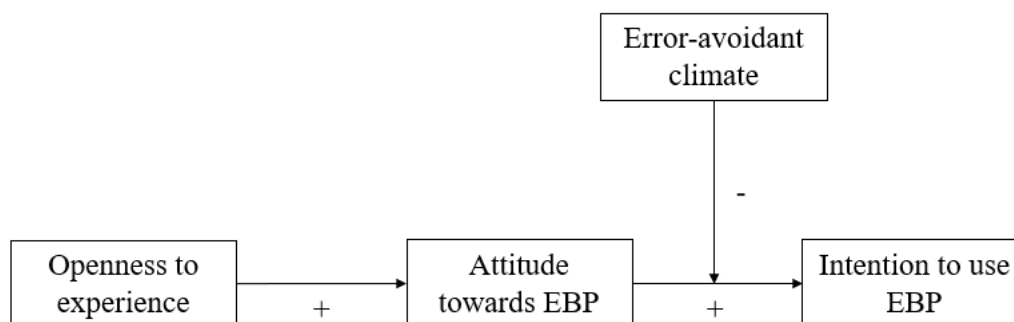 Error-avoidant
climate
-
Openness to
experience
+
Attitude
towards EBP
+
Intention to use
EBP